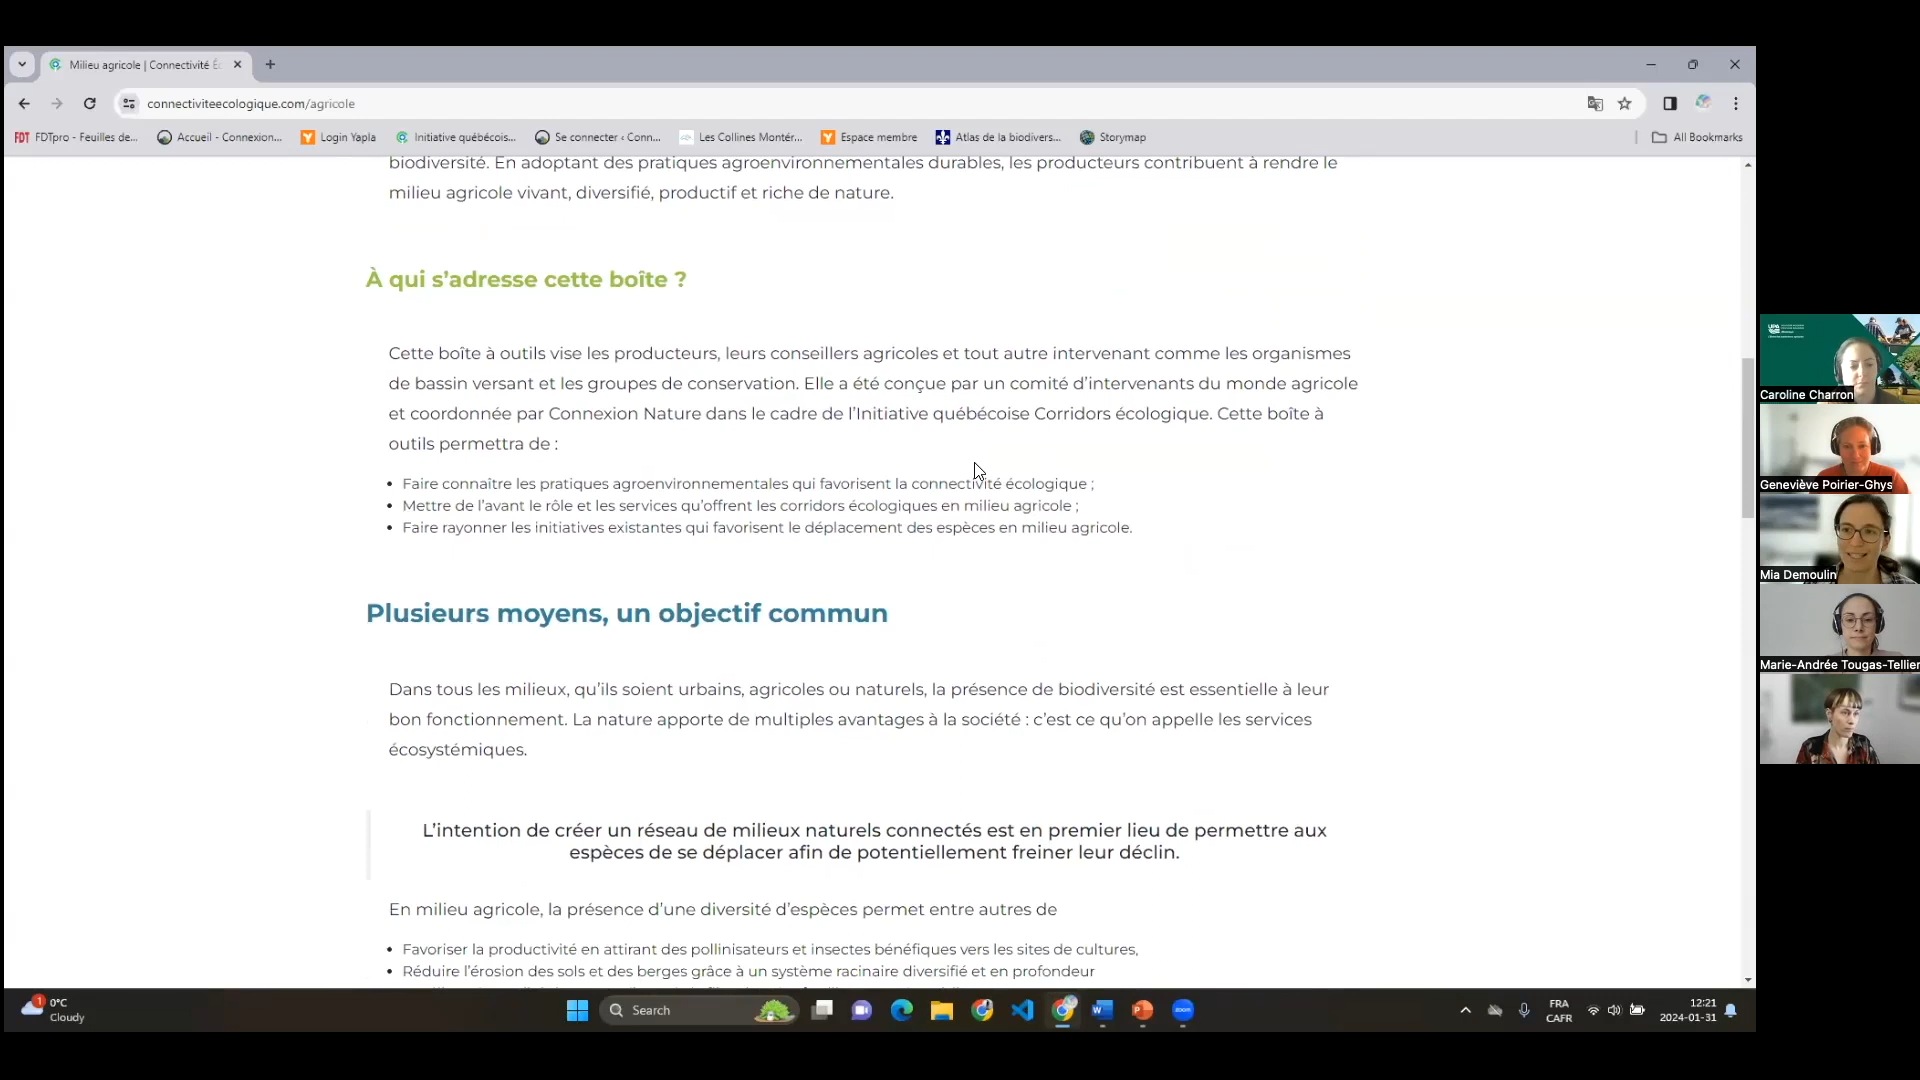 Milieu agricole | Connectivité Éc
connectiviteecologique.com/agricole
FDT FDTpro - Feuilles de...
Accueil - Connexion...
Login Yapla
Initiative québécois...
Se connecter ‹ Conn...
Les Collines Montér...
Espace membre
Atlas de la biodivers...
Storymap
All Bookmarks
biodiversité. En adoptant des pratiques agroenvironnementales durables, les producteurs contribuent à rendre le
milieu agricole vivant, diversifié, productif et riche de nature.
À qui s'adresse cette boîte ?
Cette boîte à outils vise les producteurs, leurs conseillers agricoles et tout autre intervenant comme les organismes
de bassin versant et les groupes de conservation. Elle a été conçue par un comité d'intervenants du monde agricole
et coordonnée par Connexion Nature dans le cadre de l'Initiative québécoise Corridors écologique. Cette boîte à
outils permettra de :
• Faire connaître les pratiques agroenvironnementales qui favorisent la connectivité écologique ;
• Mettre de l'avant le rôle et les services qu'offrent les corridors écologiques en milieu agricole ;
• Faire rayonner les initiatives existantes qui favorisent le déplacement des espèces en milieu agricole.
Plusieurs moyens, un objectif commun
Dans tous les milieux, qu'ils soient urbains, agricoles ou naturels, la présence de biodiversité est essentielle à leur
bon fonctionnement. La nature apporte de multiples avantages à la société : c'est ce qu'on appelle les services
écosystémiques.
L'intention de créer un réseau de milieux naturels connectés est en premier lieu de permettre aux
espèces de se déplacer afin de potentiellement freiner leur déclin.
En milieu agricole, la présence d'une diversité d'espèces permet entre autres de
• Favoriser la productivité en attirant des pollinisateurs et insectes bénéfiques vers les sites de cultures,
• Réduire l'érosion des sols et des berges grâce à un système racinaire diversifié et en profondeur
UPA
Caroline Charron
Geneviève Poirier-Ghys
Mia Demoulin
Marie-Andrée Tougas-Tellier
1
0°C
Cloudy
Search
zoom
FRA
CAFR
12:21
2024-01-31